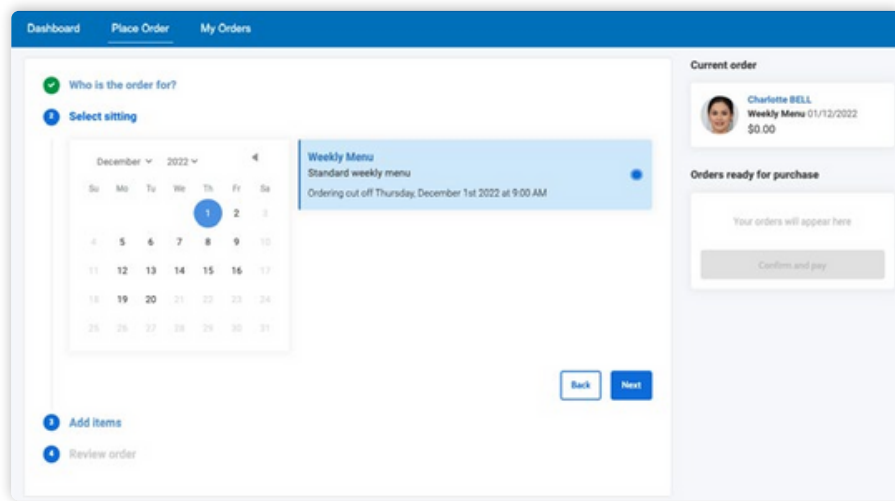 Dashboard Place Order My Orders
Who is the order for?
2 Select sitting
December 2022
Su Mo Tu We Th Fr Sa
1 2 3
4 5 6 7 8 9 10
11 12 13 14 15 16 17
18 19 20 21 22 23 24
25 26 27 28 29 30 31
Weekly Menu
Standard weekly menu
Ordering cut off Thursday, December 1st 2022 at 9:00 AM
Back Next
3 Add items
4 Review order
Current order
Charlotte BELL
Weekly Menu 01/12/2022
$0.00
Orders ready for purchase
Your orders will appear here
Confirm and pay